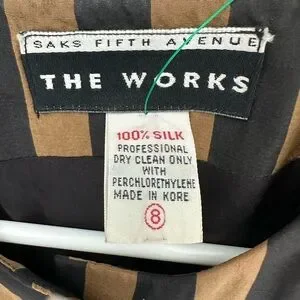 SAKS FIFTH AVENUE
THE WORKS
100% SILK
PROFESSIONAL
DRY CLEAN ONLY
WITH
PERCHLORETHYLENE
MADE IN KORE
8